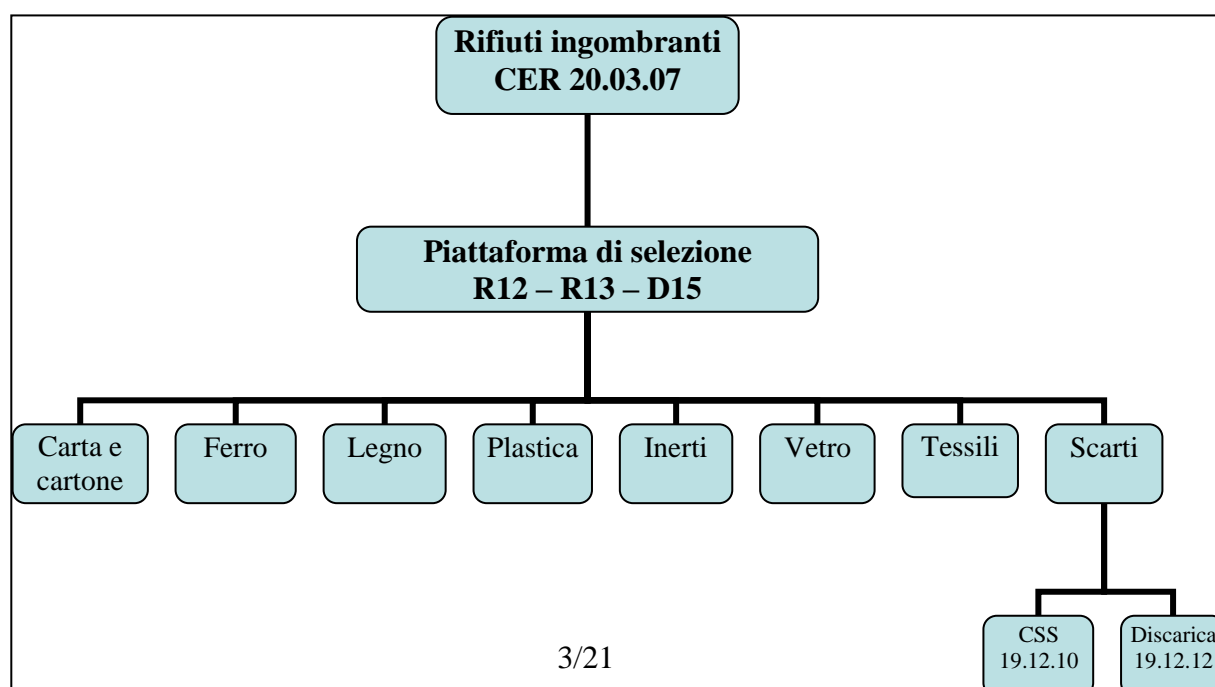 Rifiuti ingombranti
CER 20.03.07
Piattaforma di selezione
R12 – R13 – D15
Carta e
cartone
Ferro
Legno
Plastica
Inerti
Vetro
Tessili
Scarti
CSS
19.12.10
Discarica
19.12.12
3/21